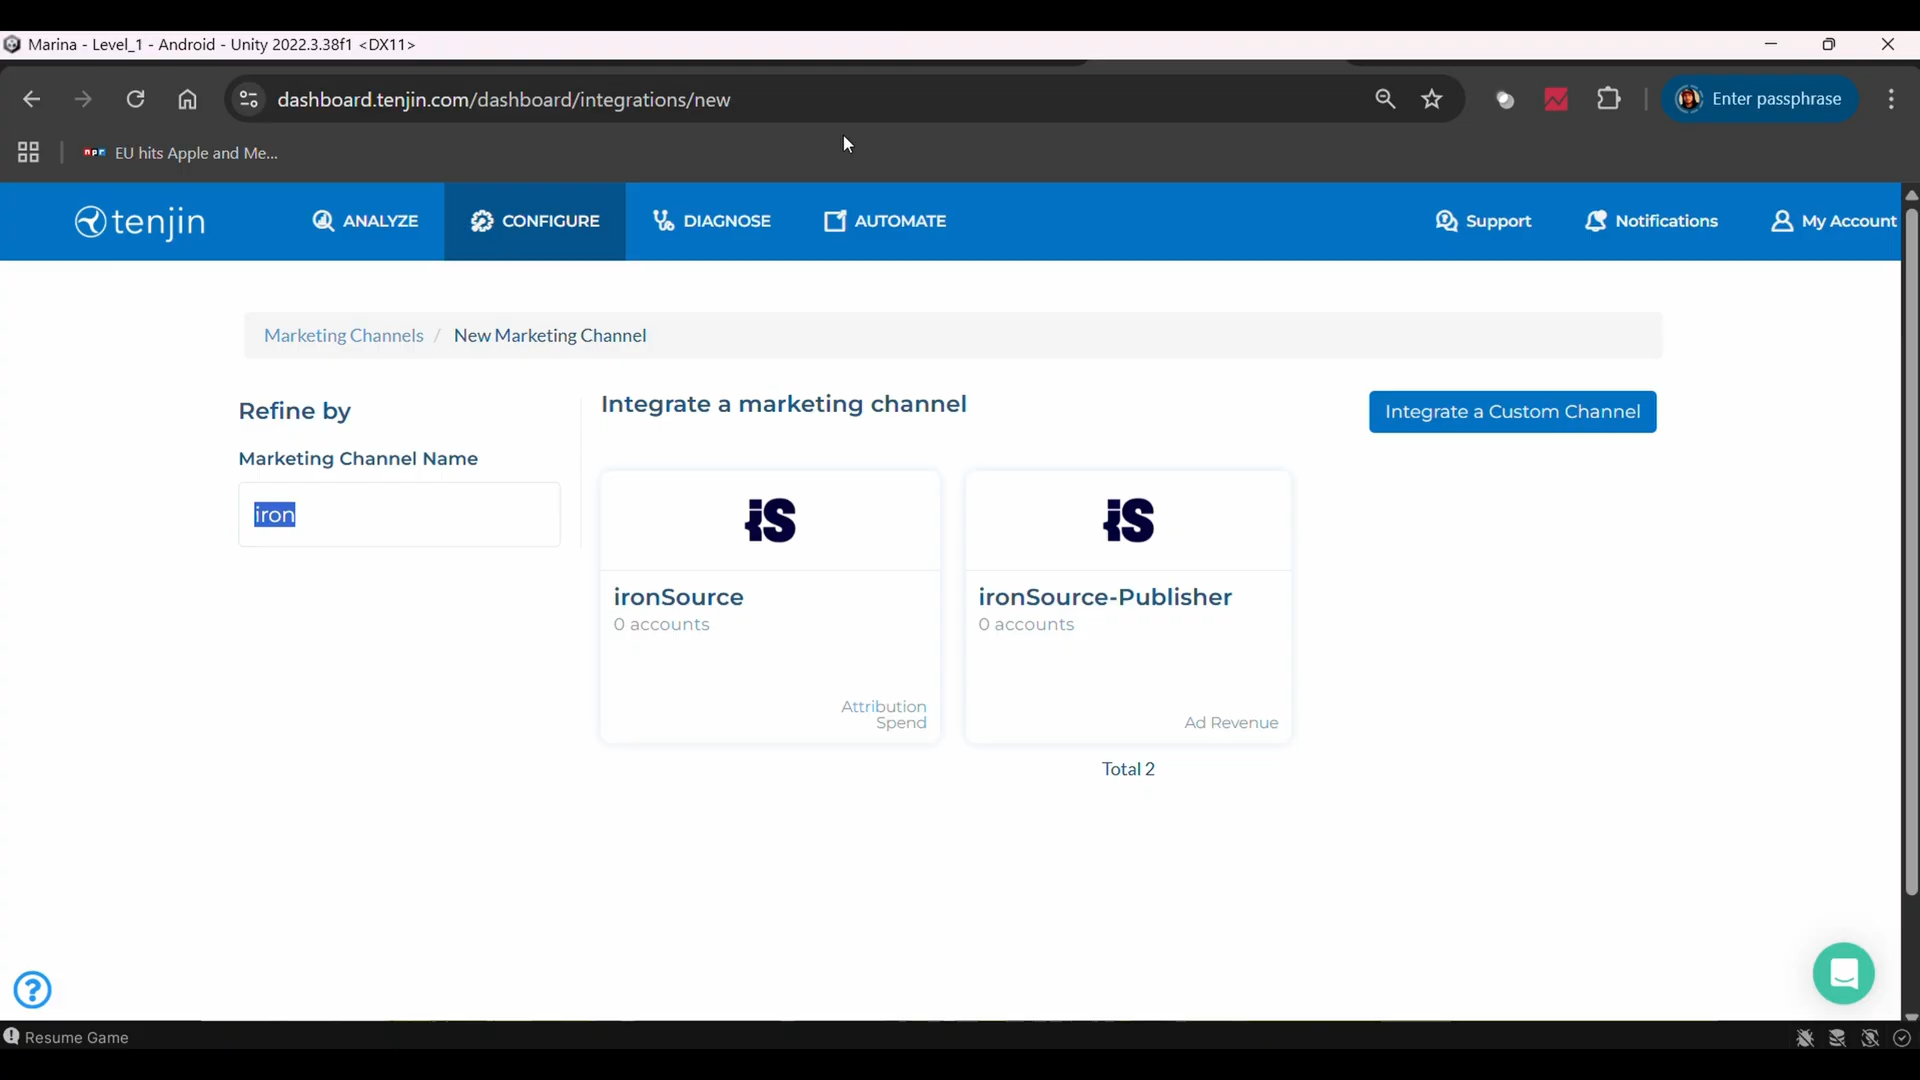 Marina - Level_1 - Android - Unity 2022.3.38f1 <DX11>
dashboard.tenjin.com/dashboard/integrations/new
Enter passphrase
npr EU hits Apple and Me...
tenjin
ANALYZE
CONFIGURE
DIAGNOSE
AUTOMATE
Support
Notifications
My Account
Marketing Channels / New Marketing Channel
Refine by
Integrate a marketing channel
Integrate a Custom Channel
Marketing Channel Name
iron
iS
iS
ironSource
0 accounts
Attribution
Spend
ironSource-Publisher
0 accounts
Ad Revenue
Total 2
?
Resume Game